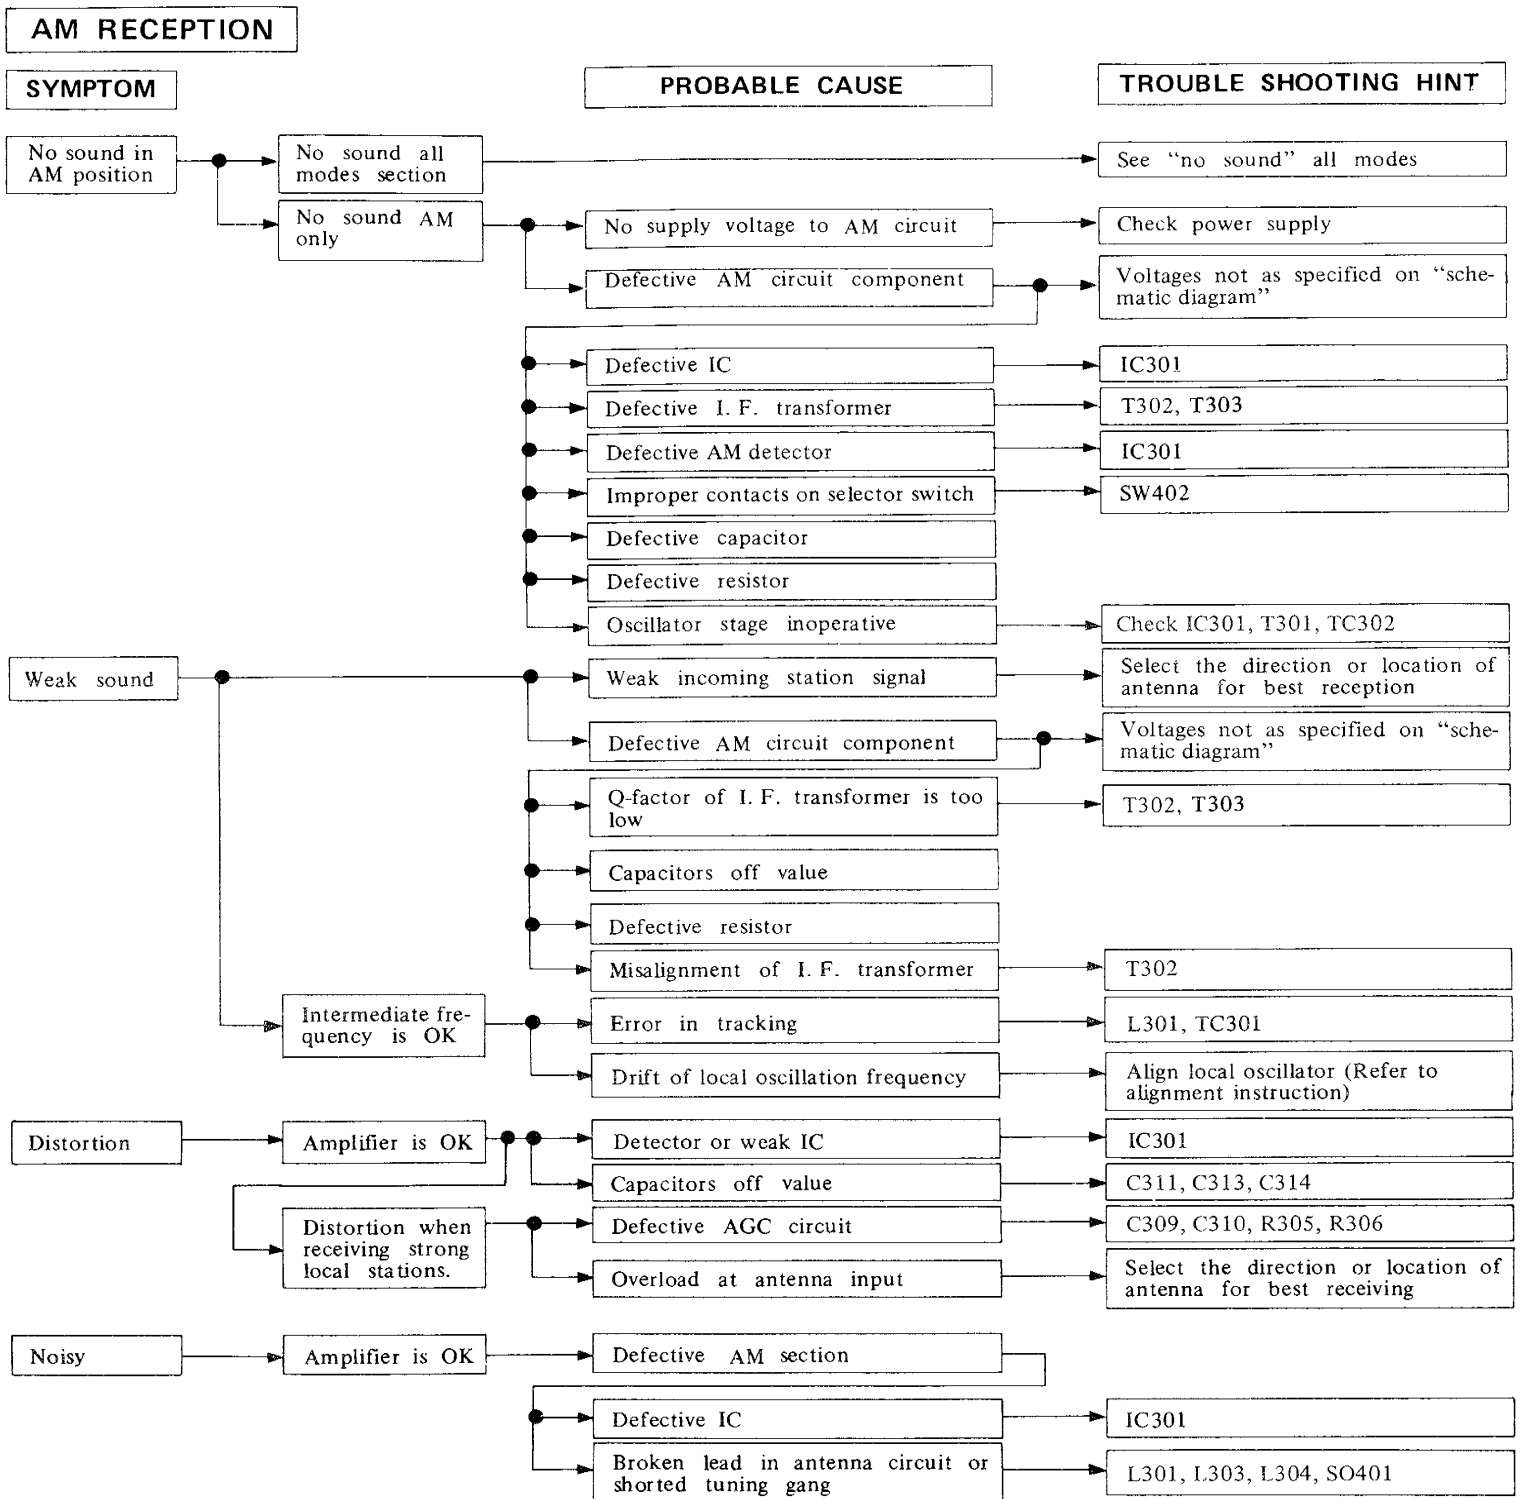 AM RECEPTION
SYMPTOM
PROBABLE CAUSE
TROUBLE SHOOTING HINT
No sound in
AM position
No sound all
modes section
See “no sound” all modes
No sound AM
only
No supply voltage to AM circuit
Check power supply
Defective AM circuit component
Voltages not as specified on “sche-
matic diagram”
Defective IC
IC301
Defective I. F. transformer
T302, T303
Defective AM detector
IC301
Improper contacts on selector switch
SW402
Defective capacitor
Defective resistor
Oscillator stage inoperative
Check IC301, T301, TC302
Weak sound
Weak incoming station signal
Select the direction or location of
antenna for best reception
Defective AM circuit component
Voltages not as specified on “sche-
matic diagram”
Q-factor of I. F. transformer is too
low
T302, T303
Capacitors off value
Defective resistor
Misalignment of I. F. transformer
T302
Intermediate fre-
quency is OK
Error in tracking
L301, TC301
Drift of local oscillation frequency
Align local oscillator (Refer to
alignment instruction)
Distortion
Amplifier is OK
Detector or weak IC
IC301
Capacitors off value
C311, C313, C314
Distortion when
receiving strong
local stations.
Defective AGC circuit
C309, C310, R305, R306
Overload at antenna input
Select the direction or location of
antenna for best receiving
Noisy
Amplifier is OK
Defective AM section
Defective IC
IC301
Broken lead in antenna circuit or
shorted tuning gang
L301, L303, L304, SO401